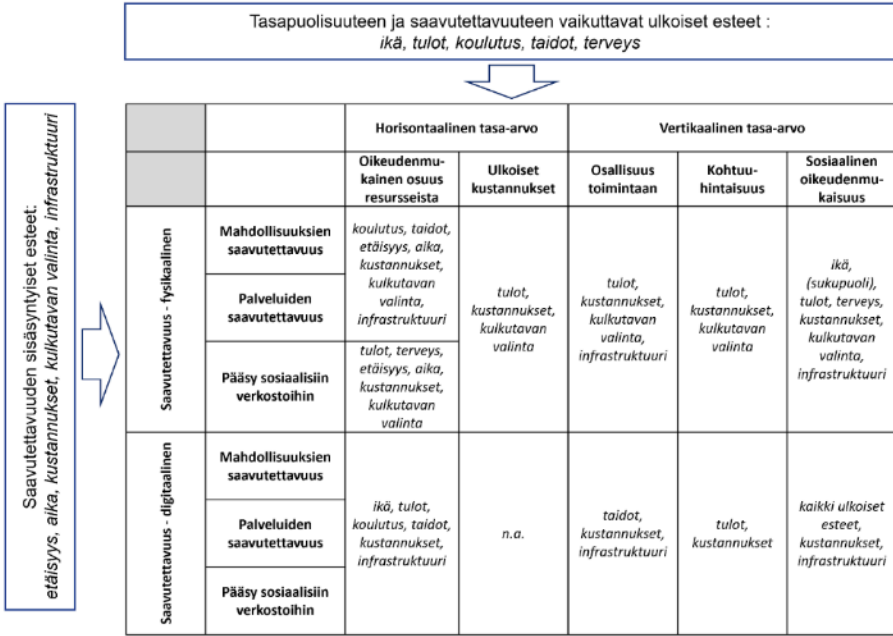 Tasapuolisuuteen ja saavutettavuuteen vaikuttavat ulkoiset esteet :
ikä, tulot, koulutus, taidot, terveys
Saavutettavuuden sisäsyntyiset esteet:
etäisyys, aika, kustannukset, kulkutavan valinta, infrastruktuuri
Horisontaalinen tasa-arvo
Vertikaalinen tasa-arvo
Oikeudenmu-
kainen osuus
resursseista
Ulkoiset
kustannukset
Osallisuus
toimintaan
Kohtuu-
hintaisuus
Sosiaalinen
oikeudenmu-
kaisuus
Saavutettavuus - fysikaalinen
Mahdollisuuksien
saavutettavuus
Palveluiden
saavutettavuus
Pääsy sosiaalisiin
verkostoihin
koulutus, taidot,
etäisyys, aika,
kustannukset,
kulkutavan
valinta,
infrastruktuuri
tulot, terveys,
etäisyys, aika,
kustannukset,
kulkutavan
valinta
tulot,
kustannukset,
kulkutavan
valinta
tulot,
kustannukset,
kulkutavan
valinta,
infrastruktuuri
tulot,
kustannukset,
kulkutavan
valinta
ikä,
(sukupuoli),
tulot, terveys,
kustannukset,
kulkutavan
valinta,
infrastruktuuri
Saavutettavuus - digitaalinen
Mahdollisuuksien
saavutettavuus
Palveluiden
saavutettavuus
Pääsy sosiaalisiin
verkostoihin
ikä, tulot,
koulutus, taidot,
kustannukset,
infrastruktuuri
n.a.
taidot,
kustannukset,
infrastruktuuri
tulot,
kustannukset
kaikki ulkoiset
esteet,
kustannukset,
infrastruktuuri